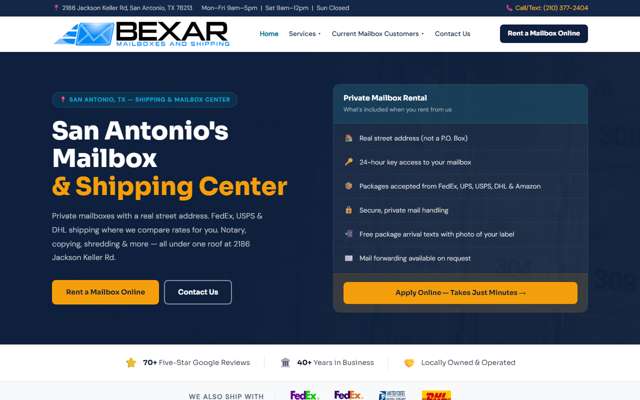 2186 Jackson Keller Rd, San Antonio, TX 78213 Mon–Fri 9am–5pm | Sat 9am–12pm | Sun Closed Call/Text: (210) 377-2404
BEXAR
MAILBOXES AND SHIPPING
Home Services Current Mailbox Customers Contact Us Rent a Mailbox Online
SAN ANTONIO, TX — SHIPPING & MAILBOX CENTER
San Antonio's
Mailbox
& Shipping Center
Private mailboxes with a real street address. FedEx, USPS &
DHL shipping where we compare rates for you. Notary,
copying, shredding & more — all under one roof at 2186
Jackson Keller Rd.
Rent a Mailbox Online Contact Us
Private Mailbox Rental
What's included when you rent from us
Real street address (not a P.O. Box)
24-hour key access to your mailbox
Packages accepted from FedEx, UPS, USPS, DHL & Amazon
Secure, private mail handling
Free package arrival texts with photo of your label
Mail forwarding available on request
Apply Online — Takes Just Minutes →
70+ Five-Star Google Reviews 40+ Years in Business Locally Owned & Operated
WE ALSO SHIP WITH FedEx FedEx DHL